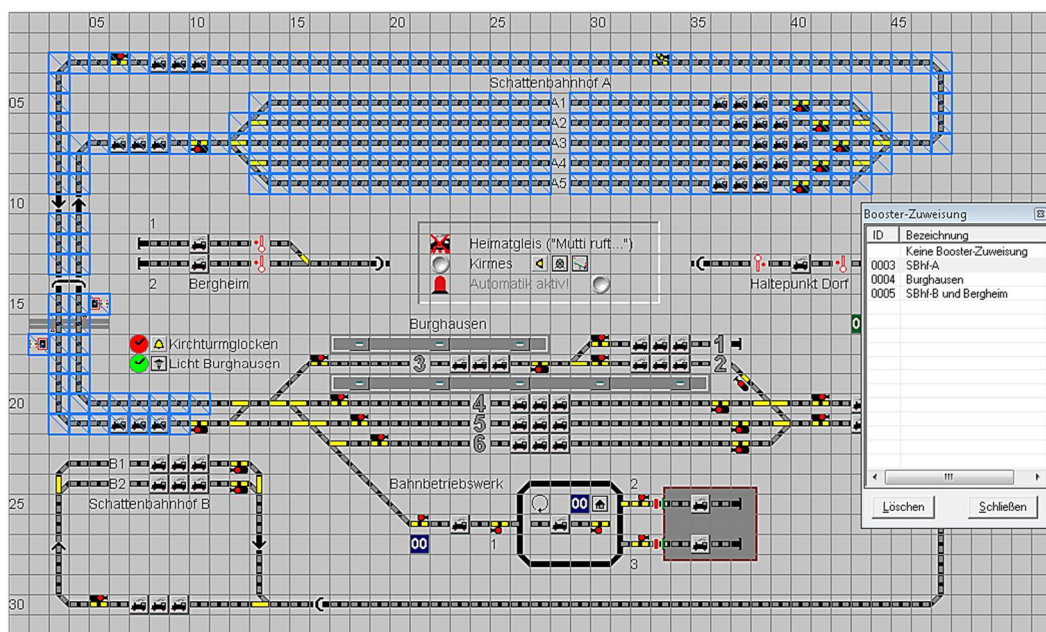 05 10 15 20 25 30 35 40 45
Schattenbahnhof A
05
A1
A2
A3
A4
A5
10
Booster-Zuweisung
ID Bezeichnung
Keine Booster-Zuweisung
0003 SBhf-A
0004 Burghausen
0005 SBhf-B und Bergheim
1
Heimatgleis ("Mutti ruft...")
Kirmes
2 Bergheim
Automatik aktiv!
Haltepunkt Dorf
15
Burghausen
0
Kirchturmglocken
1
Licht Burghausen
3
2
20
4
5
6
B1
B2
Bahnbetriebswerk
2
Schattenbahnhof B
25
00
1
00
3
30
Löschen Schließen